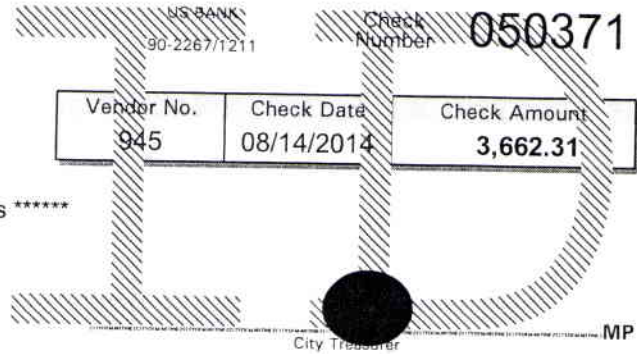 US BANK
90-2267/1211
Check Number 050371
Vendor No. Check Date Check Amount
945 08/14/2014 3,662.31
s ******
MP
City Treasurer